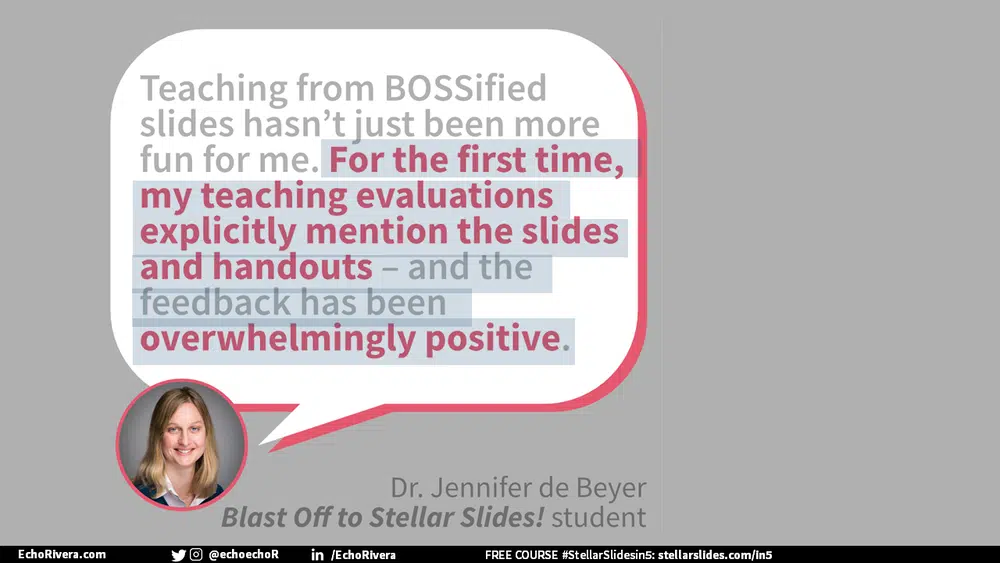 Teaching from BOSSified
slides hasn’t just been more
fun for me. For the first time,
my teaching evaluations
explicitly mention the slides
and handouts – and the
feedback has been
overwhelmingly positive.
Dr. Jennifer de Beyer
Blast Off to Stellar Slides! student
EchoRivera.com @echoechoR /EchoRivera FREE COURSE #StellarSlidesin5: stellarslides.com/in5